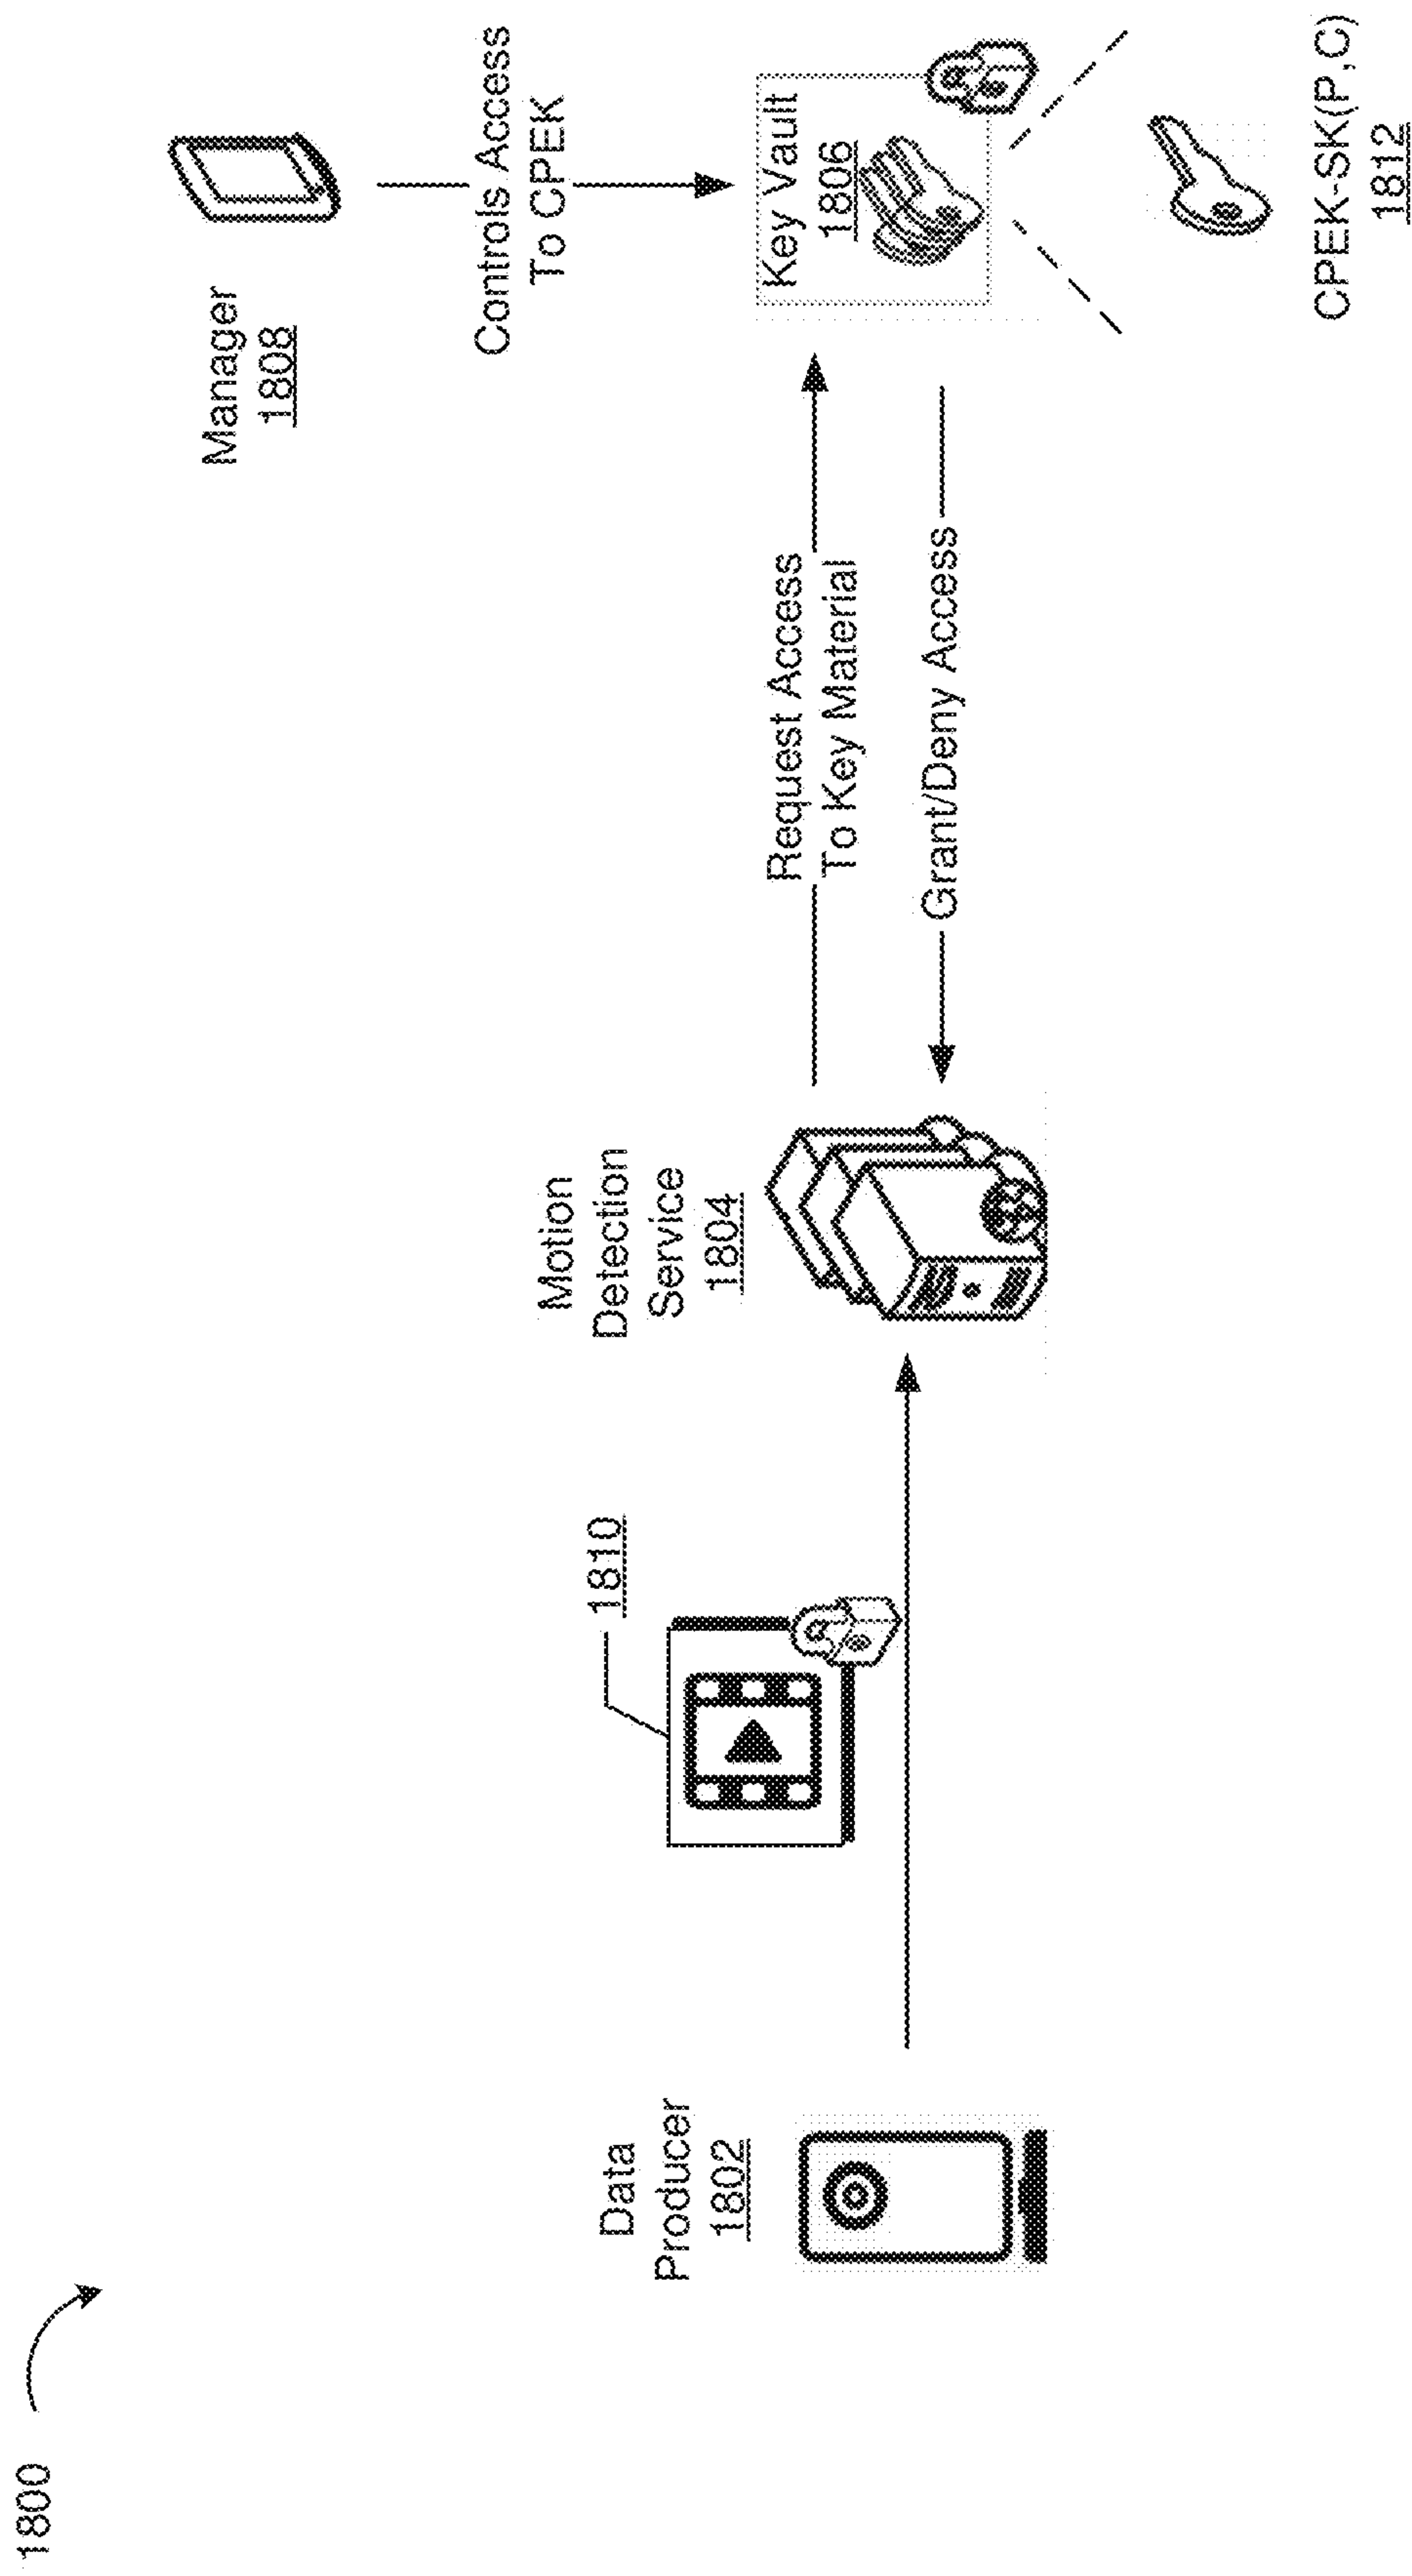 1800
Manager
1808
Controls Access
To CPEK
Data
Producer
1802
1810
Motion
Detection
Service
1804
Request Access
To Key Material
Grant/Deny Access
Key Vault
1806
CPEK-SK(P,C)
1812